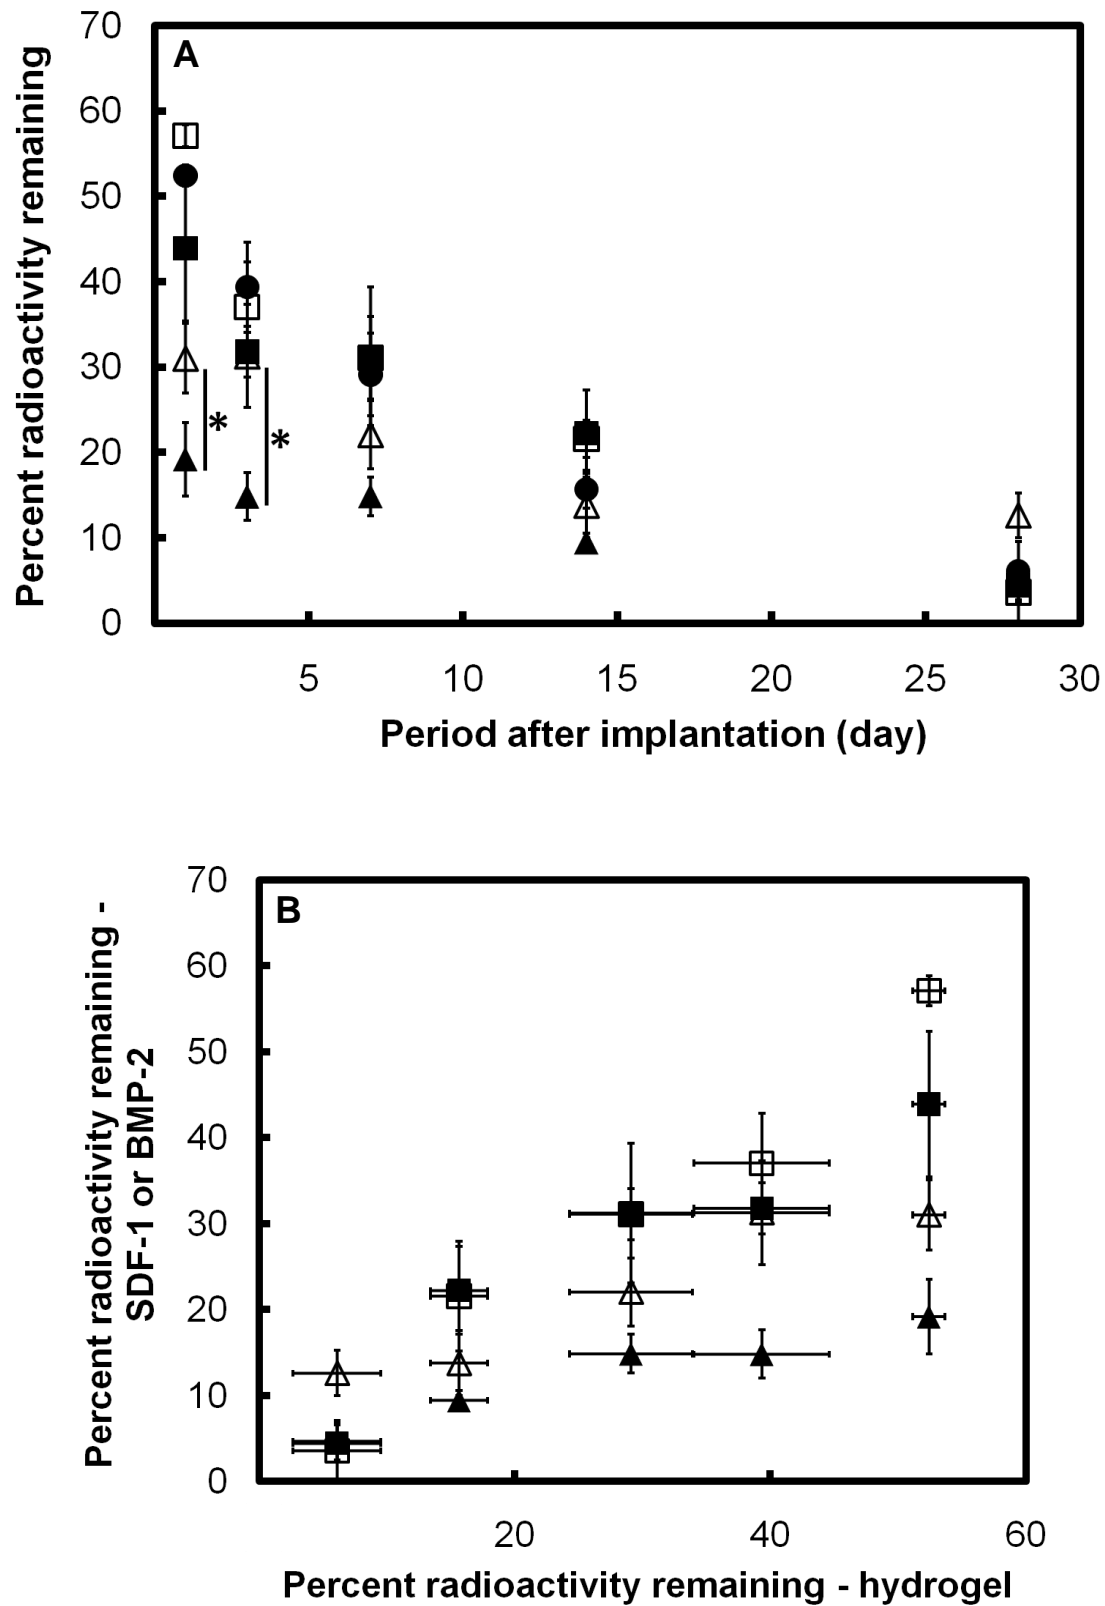 A
70
60
50
40
30
20
10
0
*
*
5 10 15 20 25 30
Percent radioactivity remaining
Period after implantation (day)
B
70
60
50
40
30
20
10
0
20 40 60
Percent radioactivity remaining -
SDF-1 or BMP-2
Percent radioactivity remaining - hydrogel